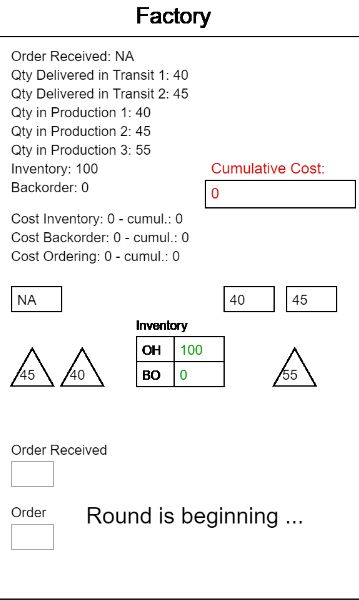 Factory
Order Received: NA
Qty Delivered in Transit 1: 40
Qty Delivered in Transit 2: 45
Qty in Production 1: 40
Qty in Production 2: 45
Qty in Production 3: 55
Inventory: 100
Cumulative Cost:
Backorder: 0
0
Cost Inventory: 0 - cumul.: 0
Cost Backorder: 0 - cumul.: 0
Cost Ordering: 0 - cumul.: 0
NA
40
45
Inventory
OH 100
45
40
BO 0
55
Order Received
Order
Round is beginning ...